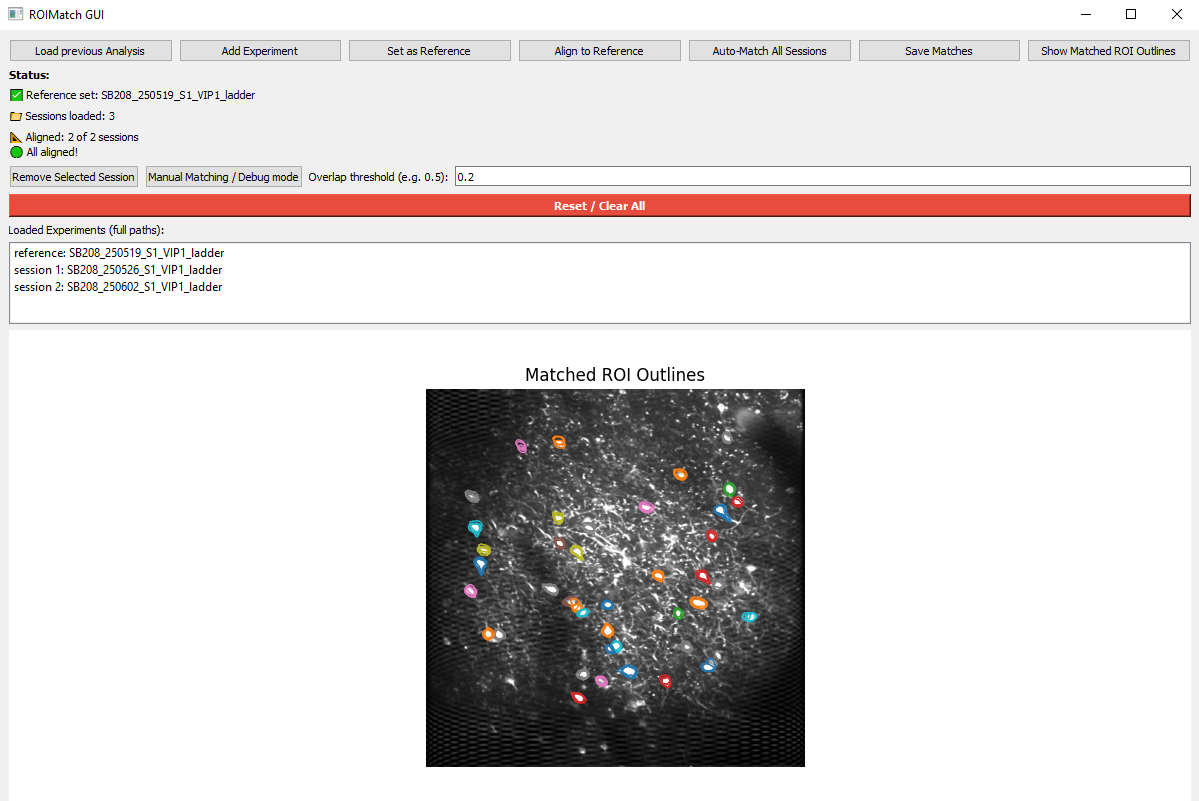 ROIMatch GUI
Load previous Analysis
Add Experiment
Set as Reference
Align to Reference
Auto-Match All Sessions
Save Matches
Show Matched ROI Outlines
Status:
Reference set: SB208_250519_S1_VIP1_ladder
Sessions loaded: 3
Aligned: 2 of 2 sessions
All aligned!
Remove Selected Session
Manual Matching / Debug mode
Overlap threshold (e.g. 0.5):
0.2
Reset / Clear All
Loaded Experiments (full paths):
reference: SB208_250519_S1_VIP1_ladder
session 1: SB208_250526_S1_VIP1_ladder
session 2: SB208_250602_S1_VIP1_ladder
Matched ROI Outlines